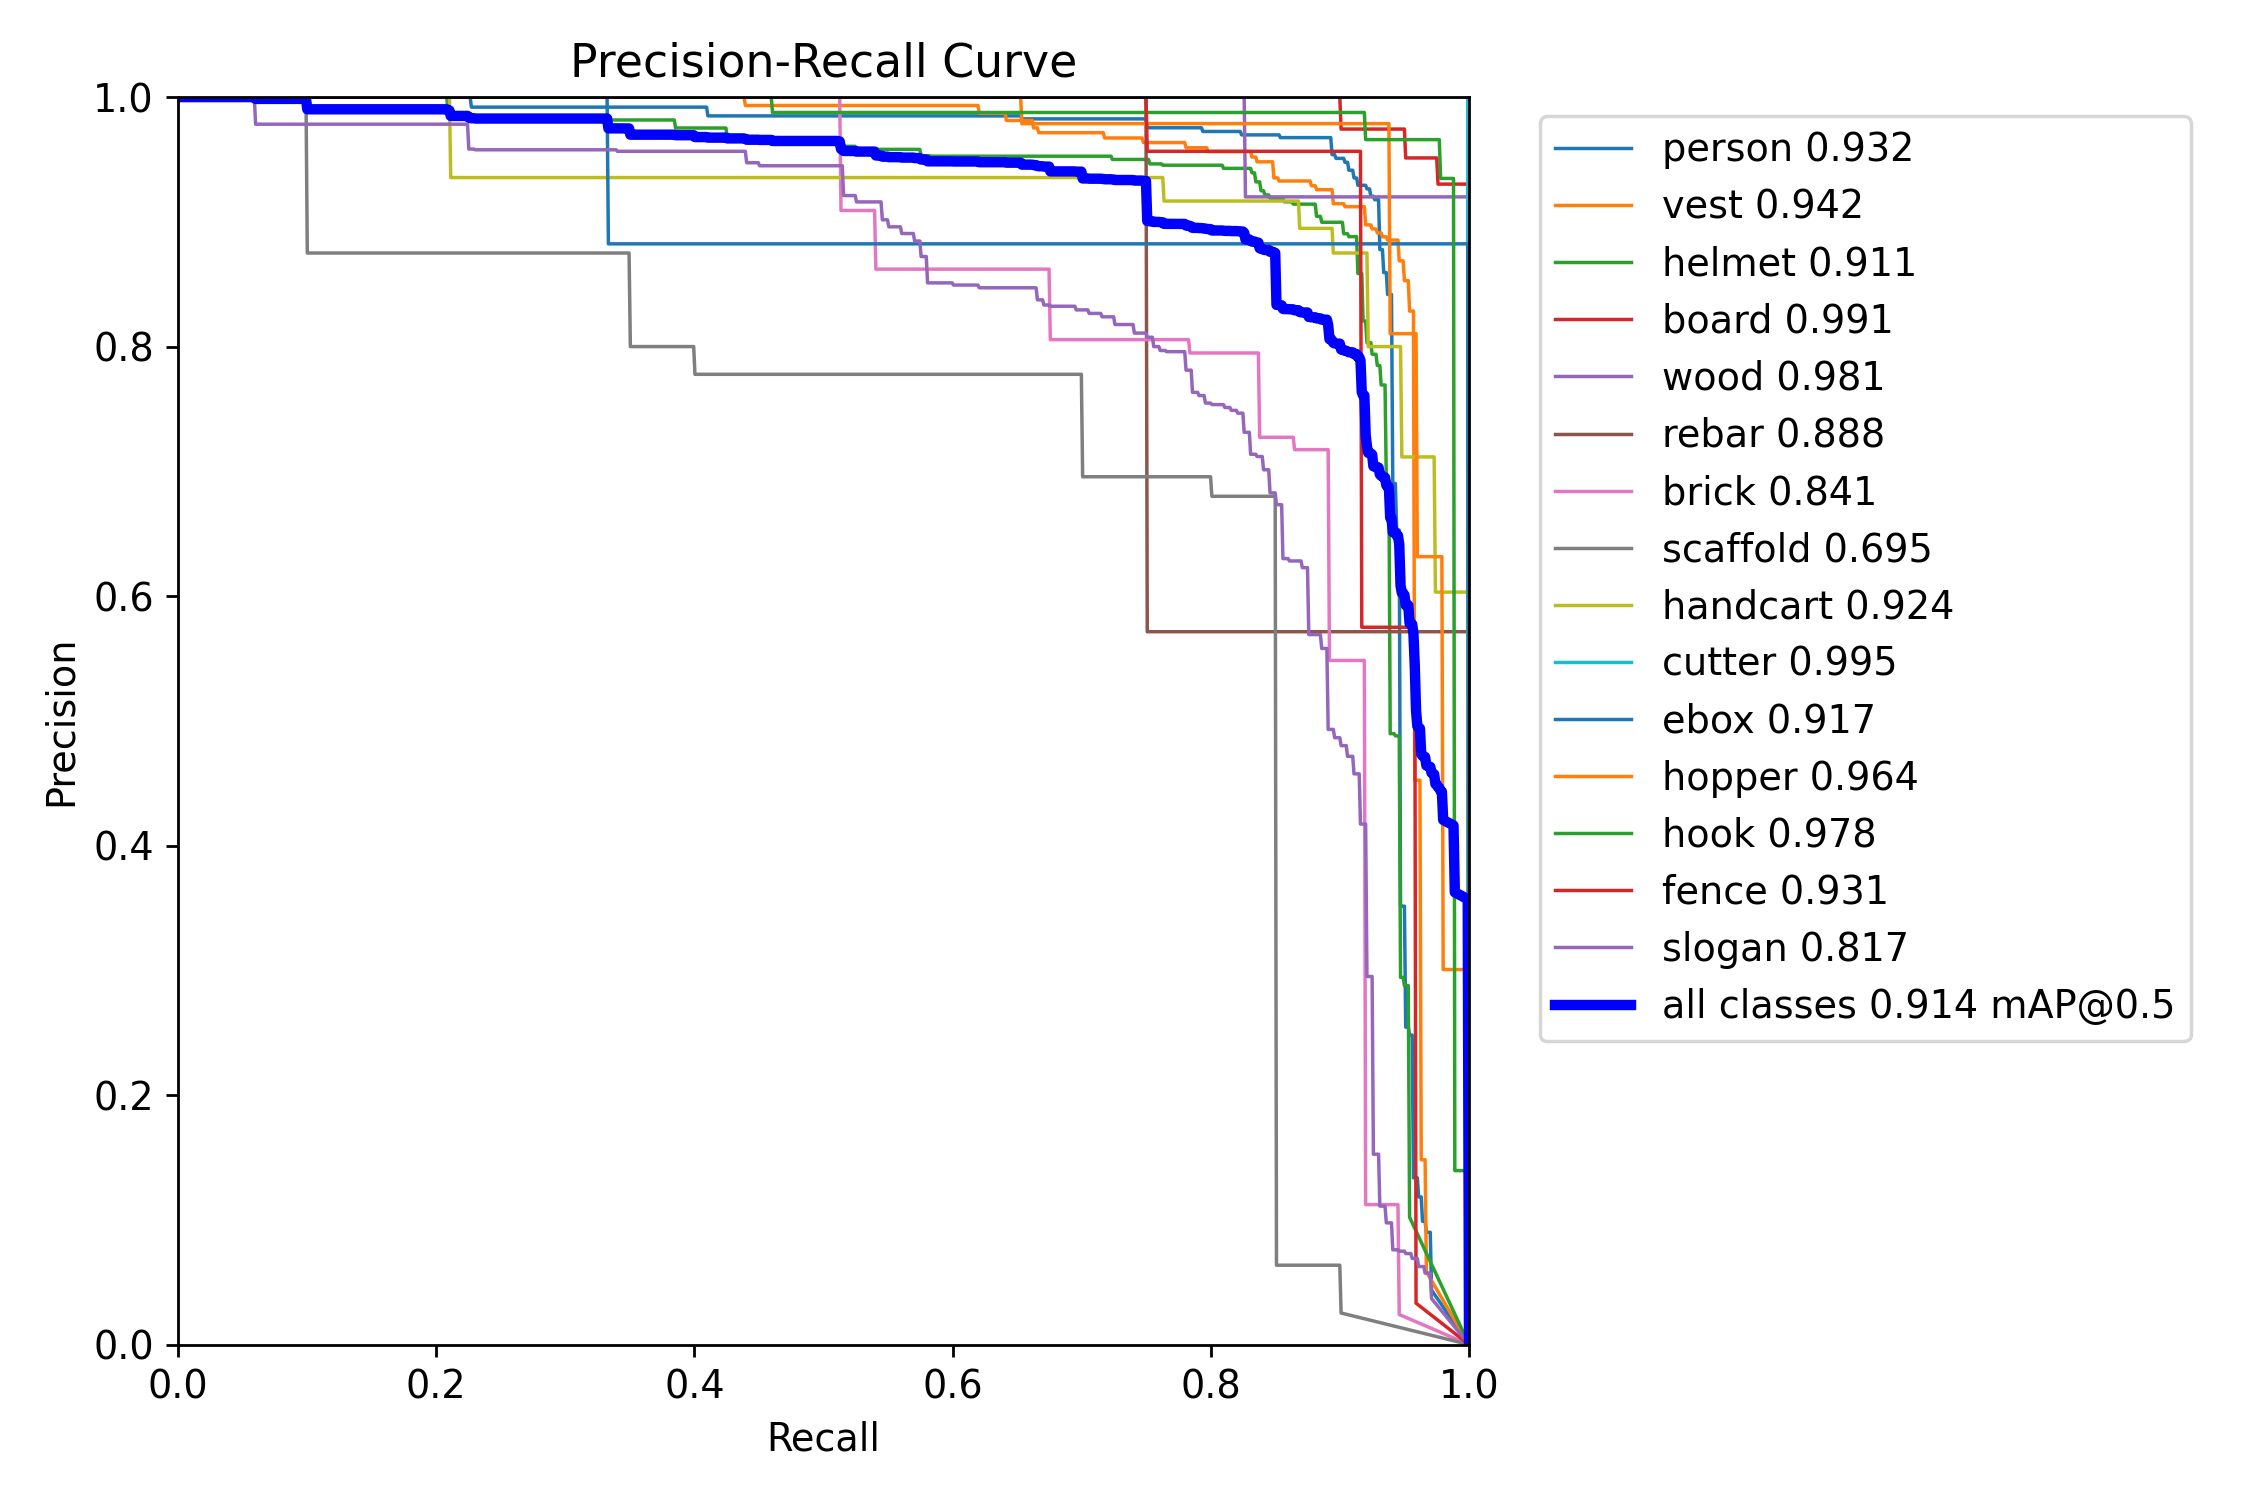 Precision-Recall Curve
1.0
0.8
0.6
0.4
0.2
0.0
Precision
0.0 0.2 0.4 0.6 0.8 1.0
Recall
person 0.932
vest 0.942
helmet 0.911
board 0.991
wood 0.981
rebar 0.888
brick 0.841
scaffold 0.695
handcart 0.924
cutter 0.995
ebox 0.917
hopper 0.964
hook 0.978
fence 0.931
slogan 0.817
all classes 0.914 mAP@0.5